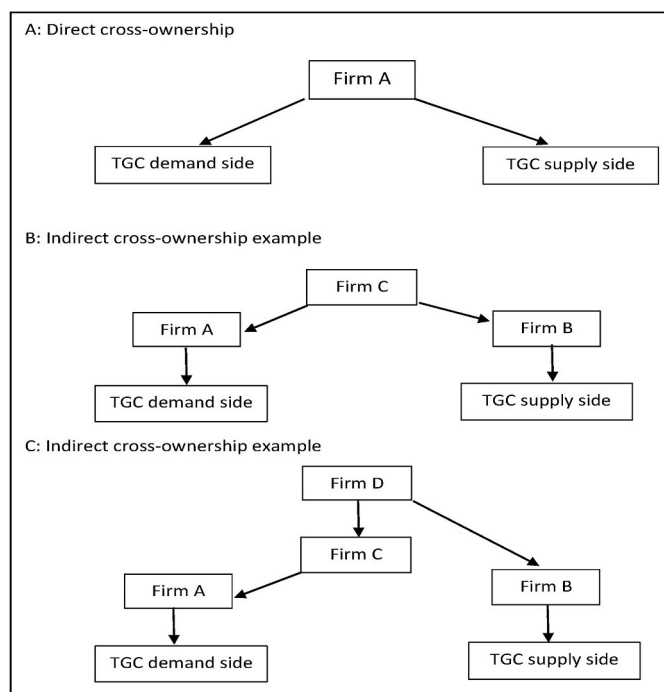 A: Direct cross-ownership
Firm A
TGC demand side
TGC supply side
B: Indirect cross-ownership example
Firm C
Firm A
Firm B
TGC demand side
TGC supply side
C: Indirect cross-ownership example
Firm D
Firm C
Firm A
Firm B
TGC demand side
TGC supply side